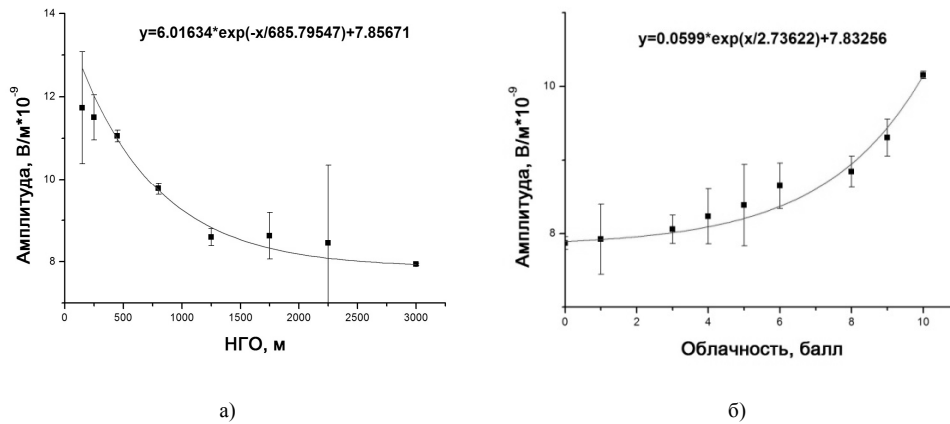 y=6.01634*exp(-x/685.79547)+7.85671
Амплитуда, В/м*10⁻⁹
14
12
10
8
0 500 1000 1500 2000 2500 3000
НГО, м
а)
y=0.0599*exp(x/2.73622)+7.83256
Амплитуда, В/м*10⁻⁹
10
8
0 2 4 6 8 10
Облачность, балл
б)